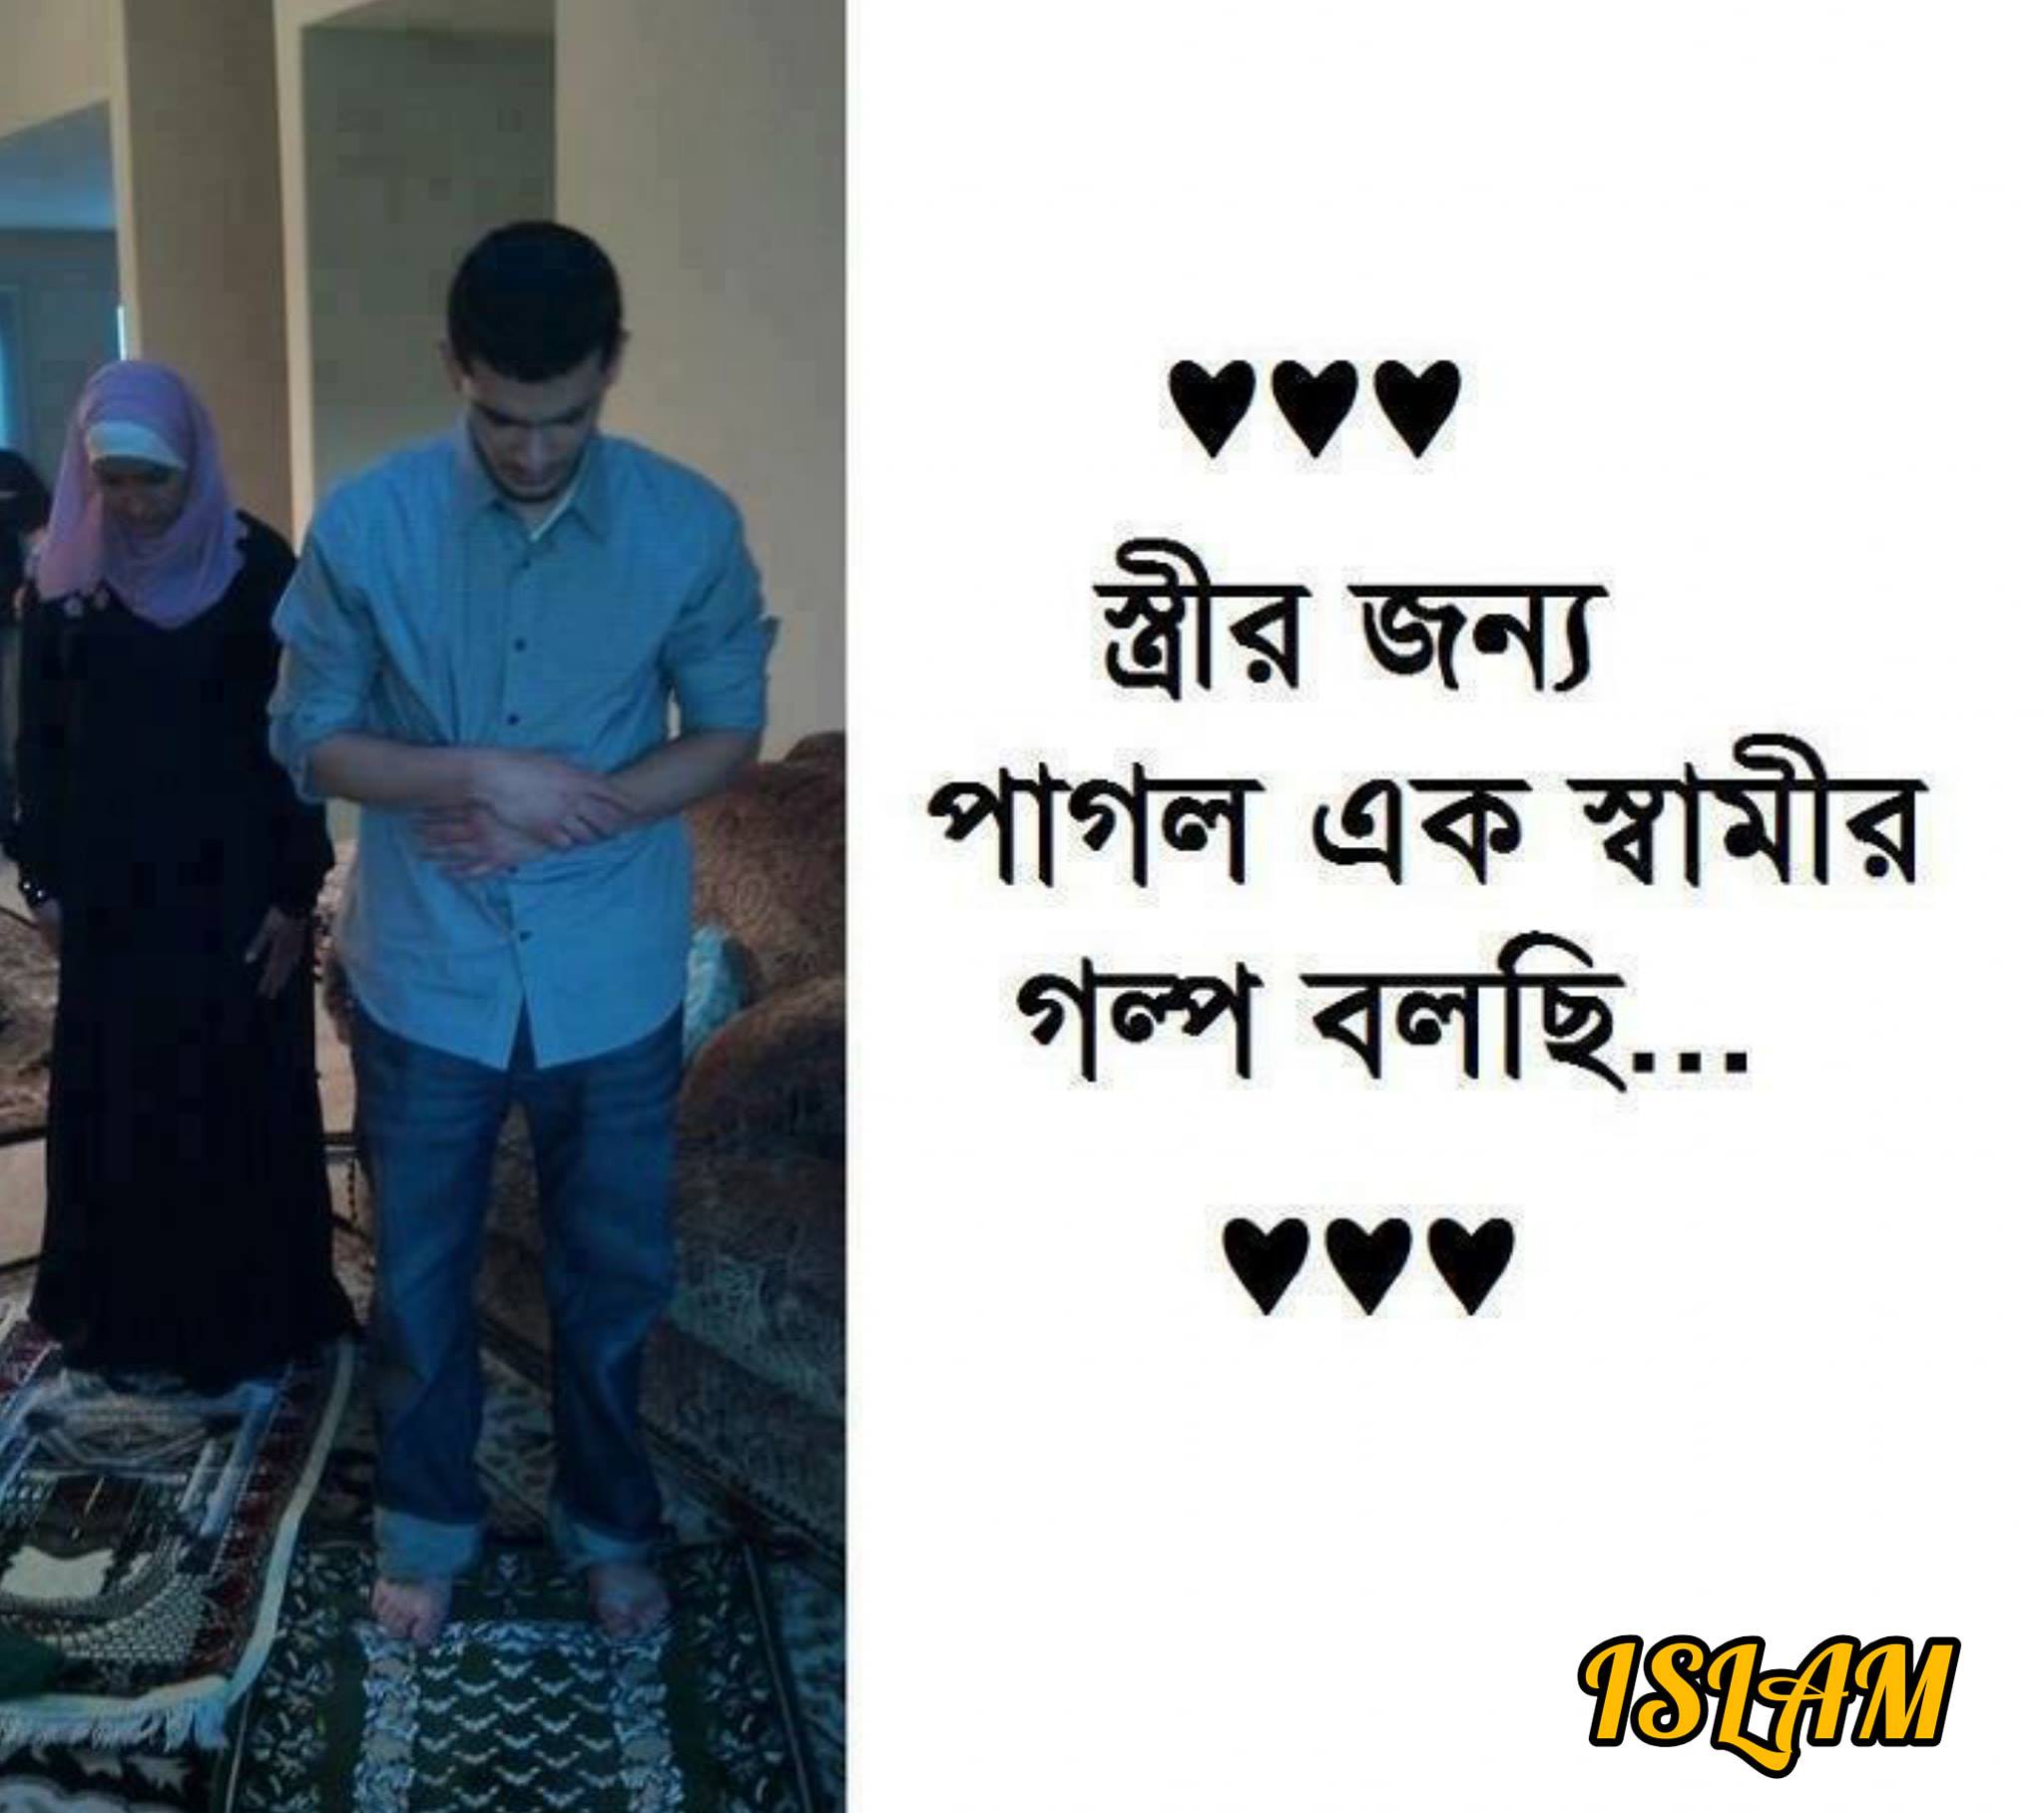 ♥♥♥
স্ত্রীর জন্য
পাগল এক স্বামীর
গল্প বলছি...
♥♥♥
ISLAM